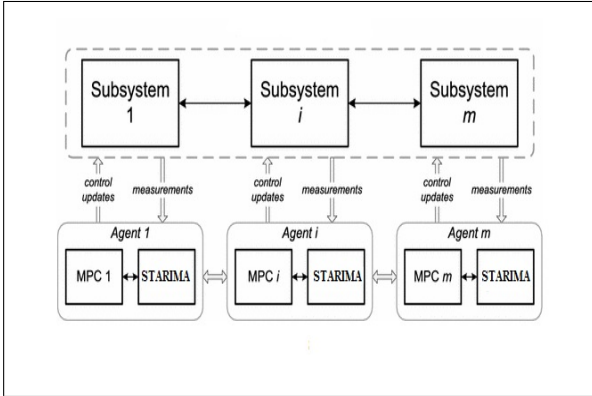 Subsystem
1
Subsystem
i
Subsystem
m
control
updates
measurements
control
updates
measurements
control
updates
measurements
Agent 1
Agent i
Agent m
MPC 1
STARIMA
MPC i
STARIMA
MPC m
STARIMA